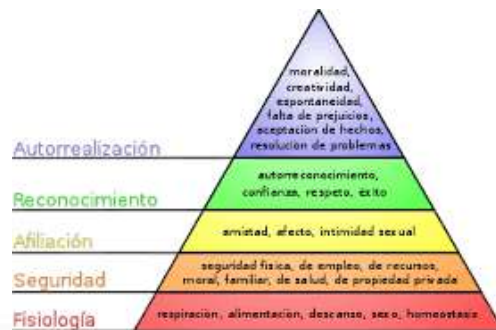 moralidad,
creatividad,
espontaneidad,
falta de prejuicios,
aceptación de hechos,
resolución de problemas
Autorrealización
autorreconocimiento,
confianza, respeto, éxito
Reconocimiento
amistad, afecto, intimidad sexual
Afiliación
seguridad física, de empleo, de recursos,
moral, familiar, de salud, de propiedad privada
Seguridad
respiración, alimentación, descanso, sexo, homeostasis
Fisiología